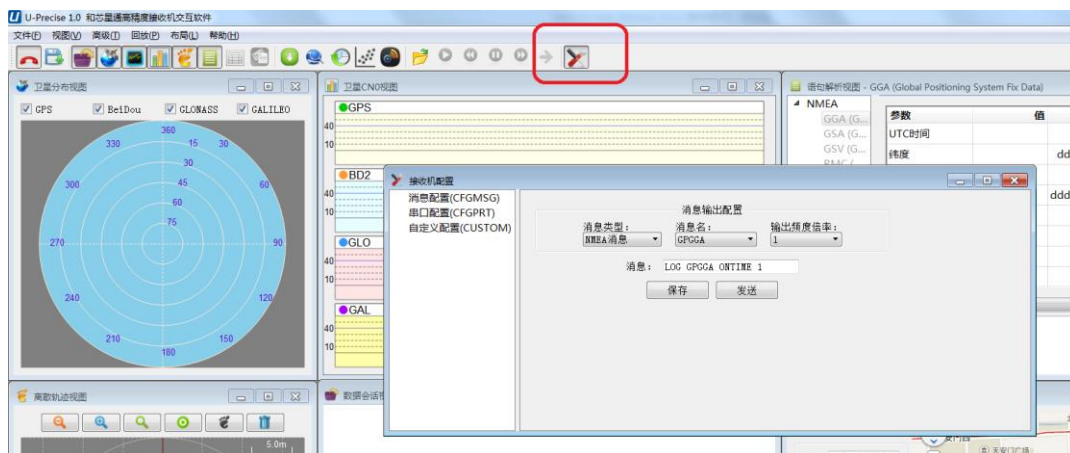 U-Precise 1.0 和芯星通高精度接收机交互软件
文件(F) 视图(V) 高级(I) 回放(P) 布局(L) 帮助(H)
卫星分布视图
GPS BeiDou GLONASS GALILEO
360
330 15 30
30
300 45 60
60
75
270 90
240 120
210 150
180
卫星CN0视图
GPS
40
10
BD2
40
10
GLO
40
10
GAL
40
10
语句解析视图 - GGA (Global Positioning System Fix Data)
NMEA
GGA (G...
GSA (G...
GSV (G...
参数 值
UTC时间
纬度 dd
ddd
接收机配置
消息配置(CFGMSG)
串口配置(CFGPRT)
自定义配置(CUSTOM)
消息输出配置
消息类型： 消息名： 输出频度倍率：
NMEA消息 GPGGA 1
消息： LOG GPGGA ONTIME 1
保存 发送
离散轨迹视图
5.0m
数据会话
天安门广场